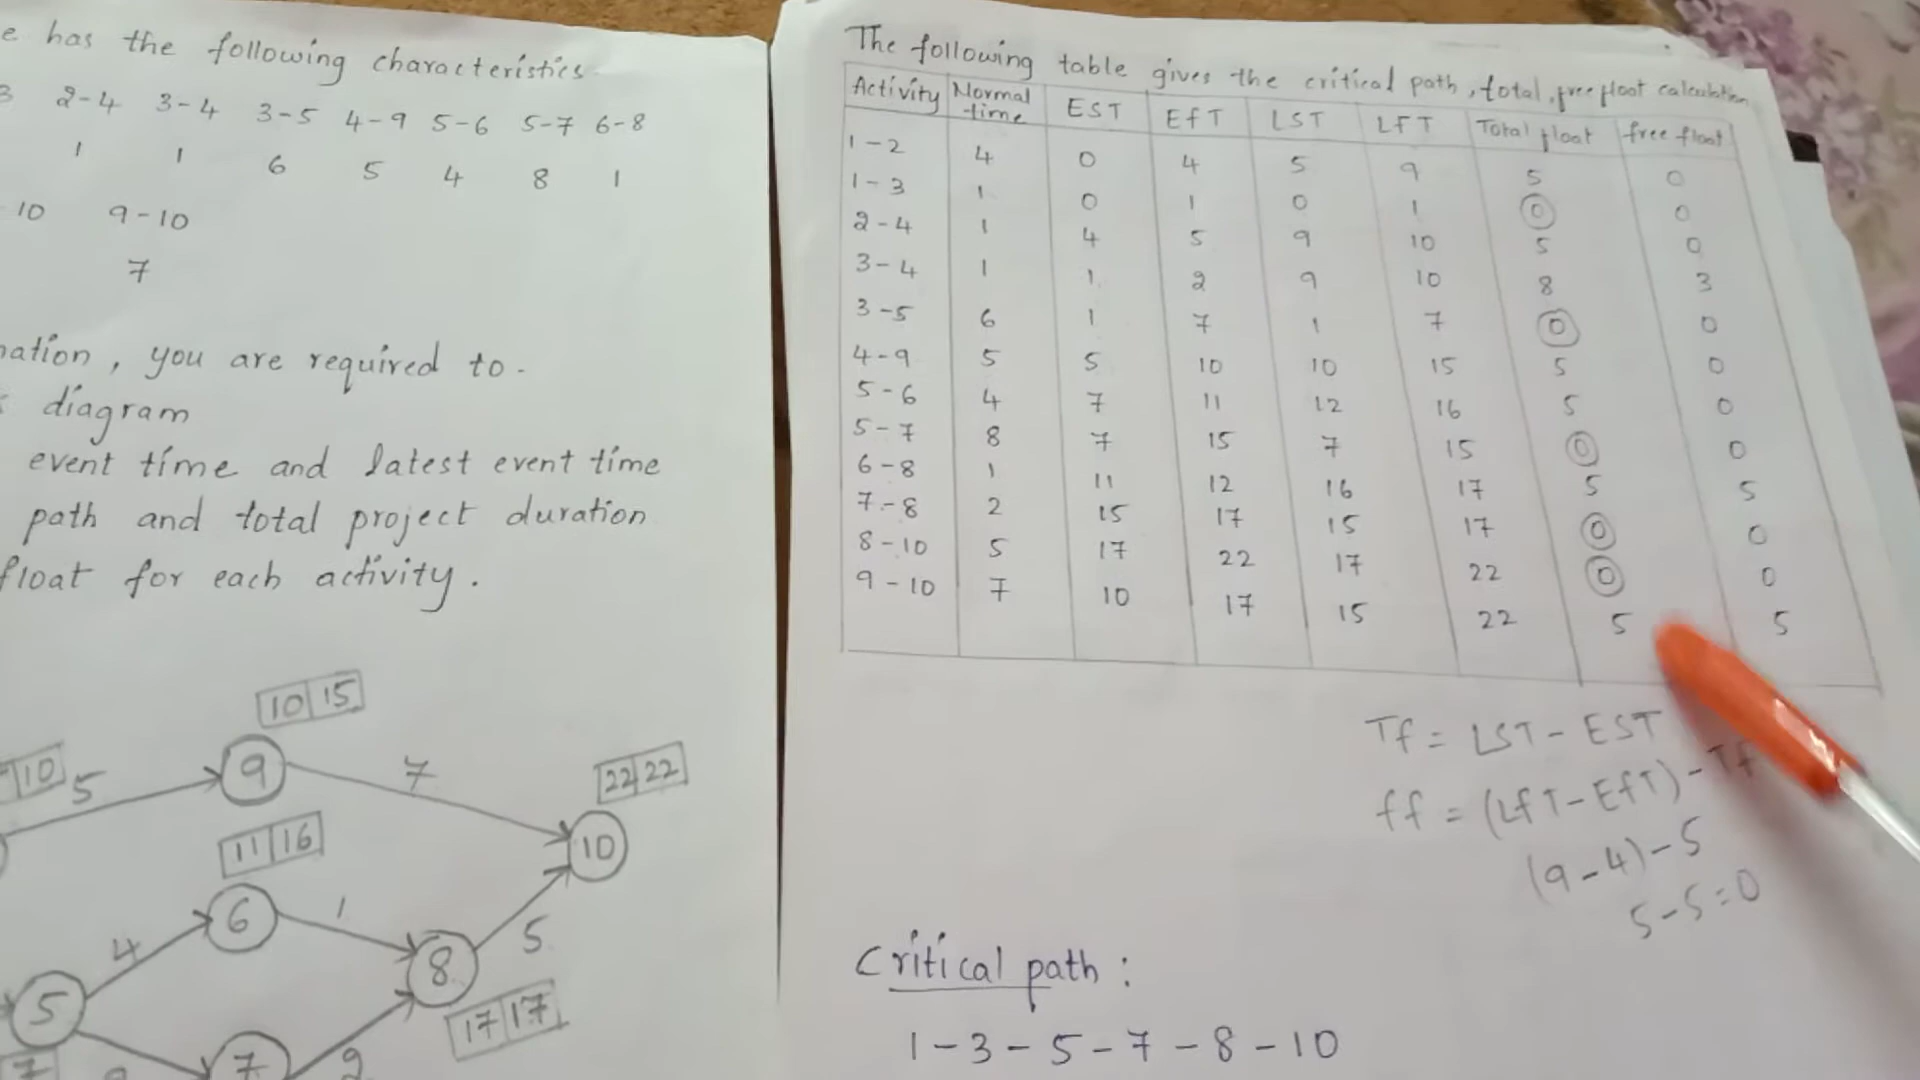 e has the following characteristics
3 2-4 3-4 3-5 4-9 5-6 5-7 6-8
1 1 6 5 4 8 1
10 9-10
7
you are required to.
diagram
event time and latest event time
path and total project duration
float for each activity.
10 15
10 5
9
7
22 22
11 16
10
6
1
4
5
8
5
17 17
7
7
2
The following table gives the critical path, total, free float calculation
Activity Normal time EST EFT LST LFT Total float free float
1-2 4 0 4 5 9 5 0
1-3 1 0 1 0 1 0 0
2-4 1 4 5 9 10 5 0
3-4 1 1 2 9 10 8 3
3-5 6 1 7 1 7 0 0
4-9 5 5 10 10 15 5 0
5-6 4 7 11 12 16 5 0
5-7 8 7 15 7 15 0 0
6-8 1 11 12 16 17 5 5
7-8 2 15 17 15 17 0 0
8-10 5 17 22 17 22 0 0
9-10 7 10 17 15 22 5 5
Tf = LST - EST
ff = (LfT - EfT) - Tf
(9-4)-5
5-5=0
Critical path :
1-3-5-7-8-10